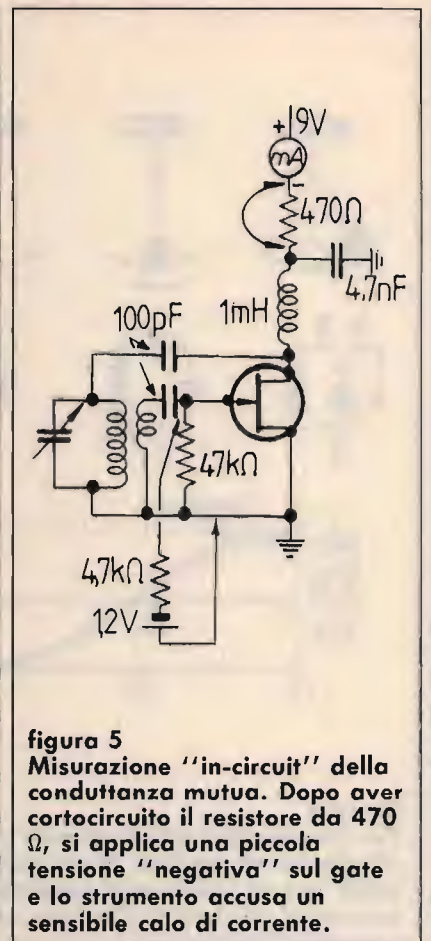 +9V
mA
-
470Ω
4.7nF
1mH
100pF
47kΩ
4,7kΩ
1,2V
figura 5
Misurazione "in-circuit" della
conduttanza mutua. Dopo aver
cortocircuito il resistore da 470
Ω, si applica una piccola
tensione "negativa" sul gate
e lo strumento accusa un
sensibile calo di corrente.